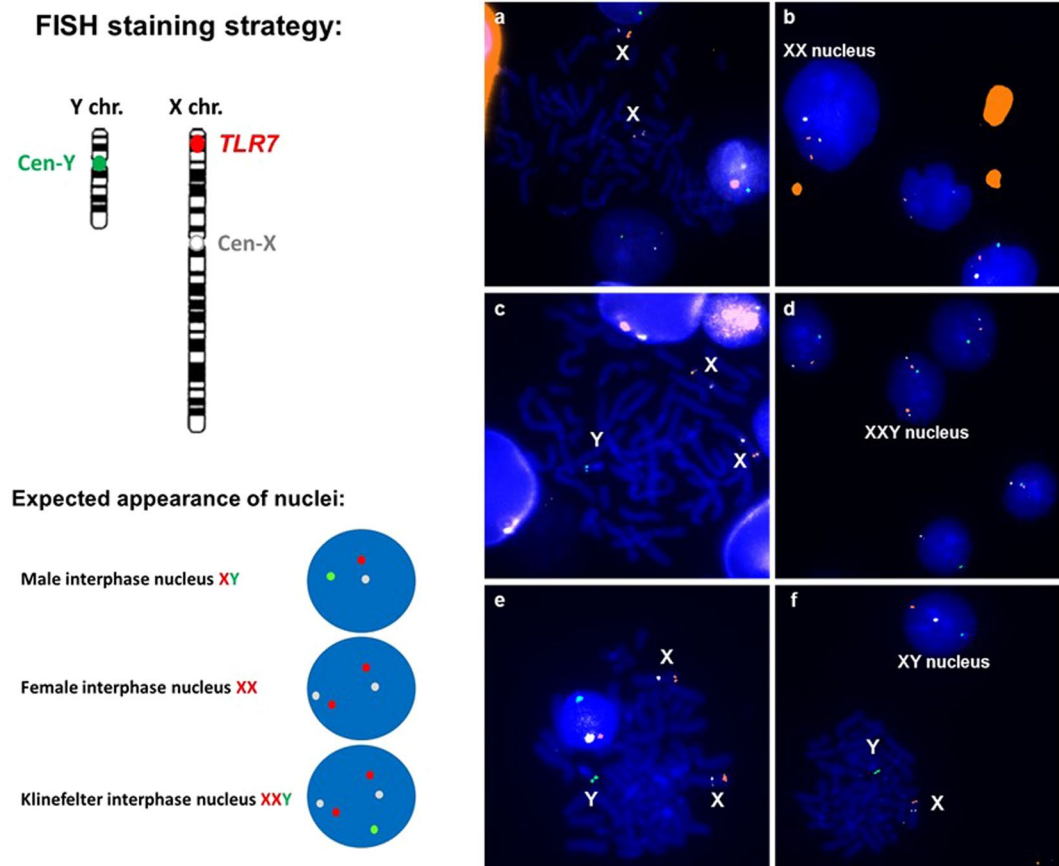 FISH staining strategy:
Y chr. X chr.
TLR7
Cen-Y
Cen-X
Expected appearance of nuclei:
Male interphase nucleus XY
Female interphase nucleus XX
Klinefelter interphase nucleus XXY
a
X
X
b
XX nucleus
c
X
Y
X
d
XXY nucleus
e
X
Y
X
f
XY nucleus
Y
X